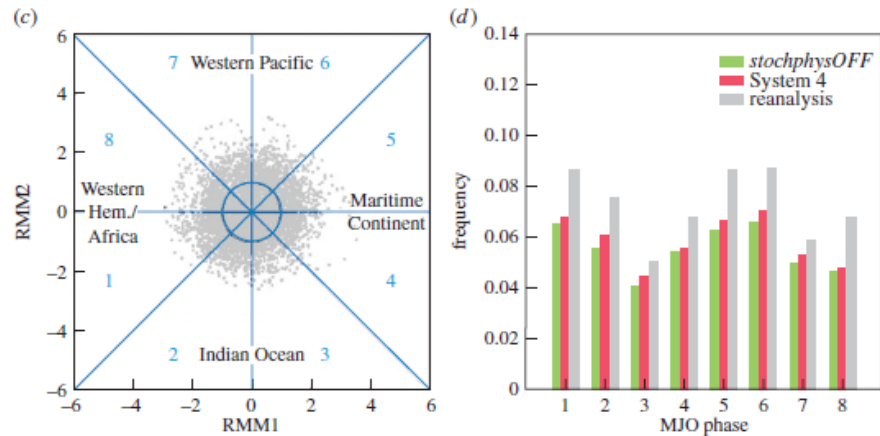 (c)
6
4
2
0
−2
−4
−6
RMM2
7 Western Pacific 6
8
5
Western
Hem./
Africa
Maritime
Continent
1
4
2 Indian Ocean 3
−6 −4 −2 0 2 4 6
RMM1
(d)
0.14
0.12
0.10
0.08
0.06
0.04
0.02
0
frequency
stochphysOFF
System 4
reanalysis
1 2 3 4 5 6 7 8
MJO phase